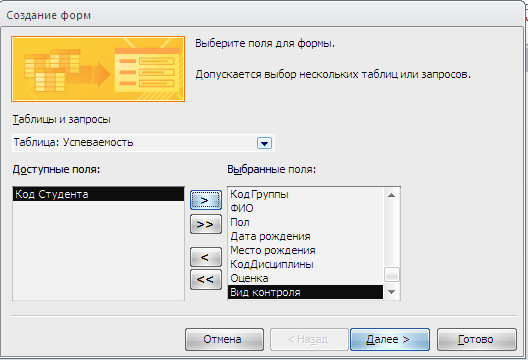 Создание форм
Выберите поля для формы.
Допускается выбор нескольких таблиц или запросов.
Таблицы и запросы
Таблица: Успеваемость
Доступные поля:
Выбранные поля:
Код Студента
>
>>
<
<<
КодГруппы
ФИО
Пол
Дата рождения
Место рождения
КодДисциплины
Оценка
Вид контроля
Отмена
< Назад
Далее >
Готово